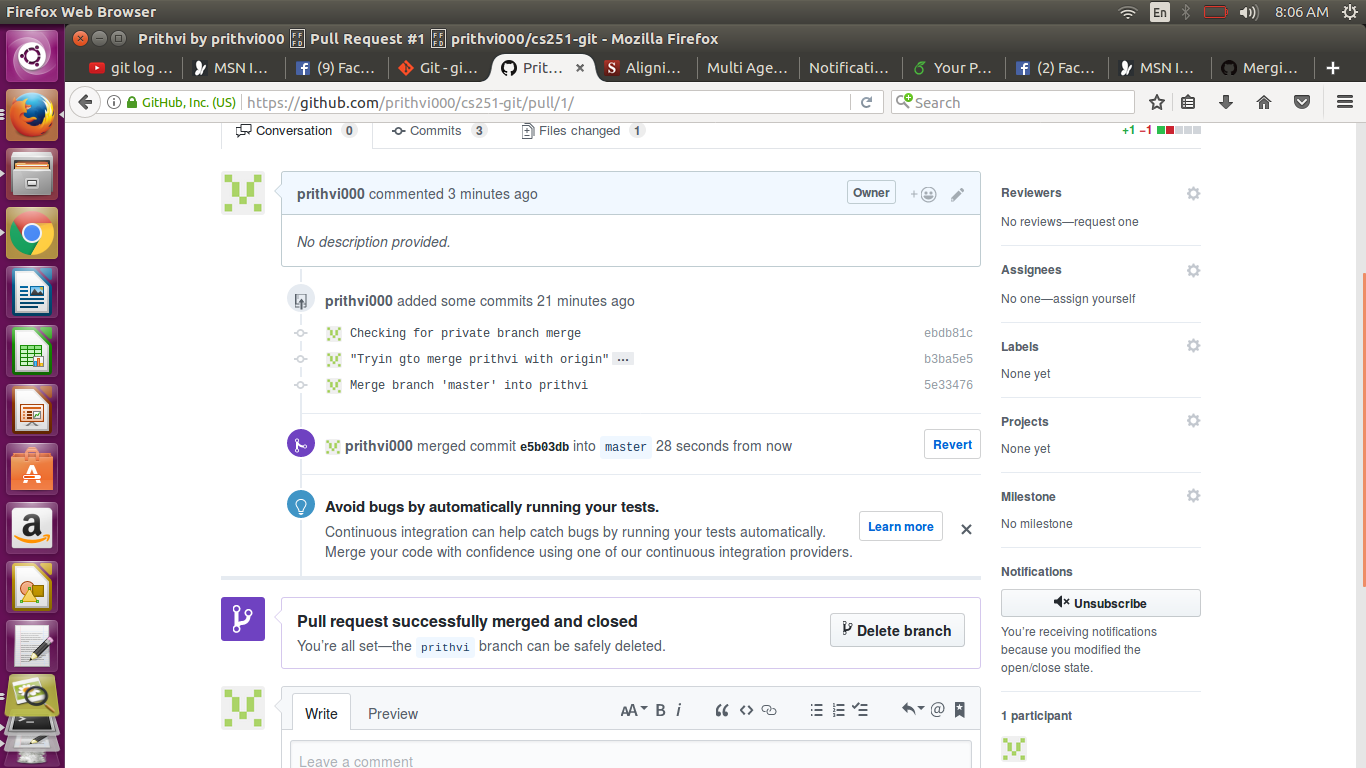 Firefox Web Browser
En
8:06 AM
Prithvi by prithvi000 FFFD Pull Request #1 FFFD prithvi000/cs251-git - Mozilla Firefox
git log ...
MSN I...
(9) Fac...
Git - gi...
Prit...
Aligni...
Multi Age...
Notificati...
Your P...
(2) Fac...
MSN I...
Mergi...
GitHub, Inc. (US)
https://github.com/prithvi000/cs251-git/pull/1/
Search
Conversation 0
Commits 3
Files changed 1
+1 −1
prithvi000 commented 3 minutes ago
Owner
No description provided.
prithvi000 added some commits 21 minutes ago
Checking for private branch merge ebdb81c
"Tryin gto merge prithvi with origin" ... b3ba5e5
Merge branch 'master' into prithvi 5e33476
prithvi000 merged commit e5b03db into master 28 seconds from now
Revert
Avoid bugs by automatically running your tests.
Continuous integration can help catch bugs by running your tests automatically.
Merge your code with confidence using one of our continuous integration providers.
Learn more
Pull request successfully merged and closed
You're all set—the prithvi branch can be safely deleted.
Delete branch
Write
Preview
AA B i
Leave a comment
Reviewers
No reviews—request one
Assignees
No one—assign yourself
Labels
None yet
Projects
None yet
Milestone
No milestone
Notifications
Unsubscribe
You're receiving notifications
because you modified the
open/close state.
1 participant